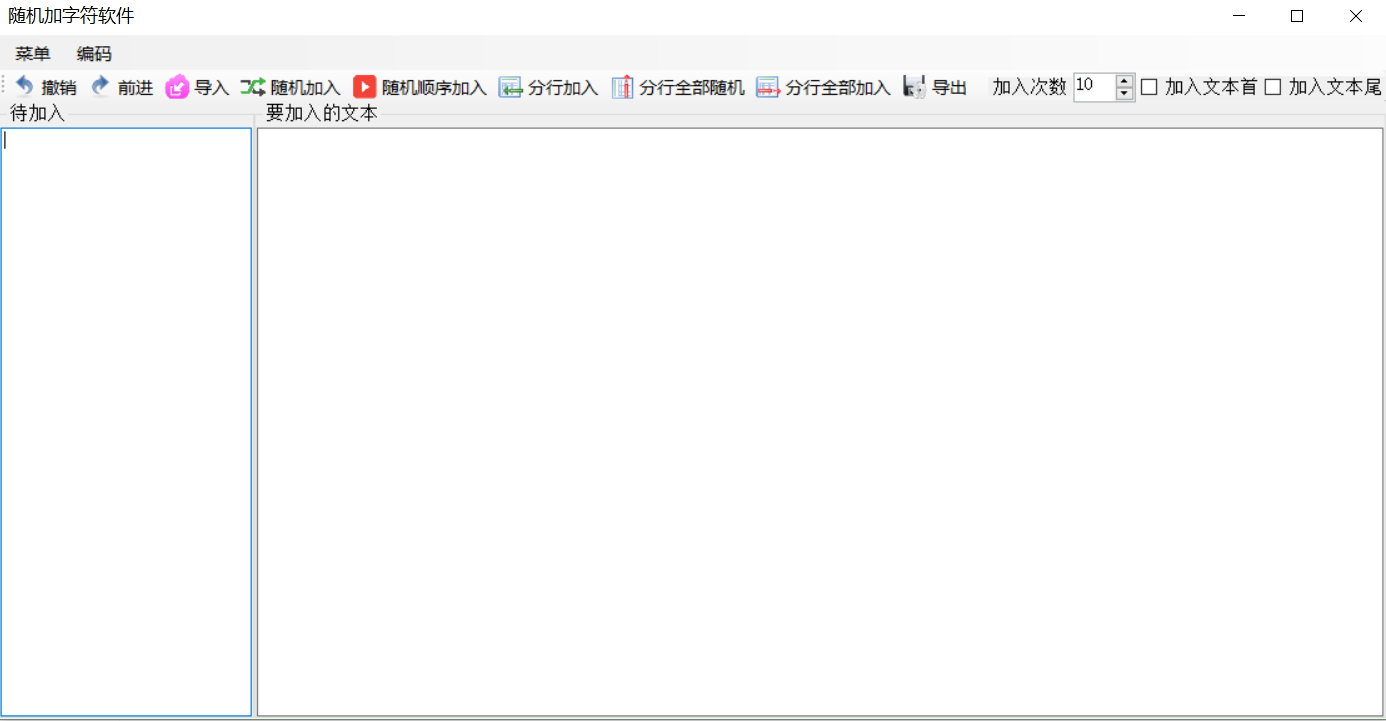 随机加字符软件
菜单 编码
撤销 前进 导入 随机加入 随机顺序加入 分行加入 分行全部随机 分行全部加入 导出 加入次数 10 加入文本首 加入文本尾
待加入 要加入的文本